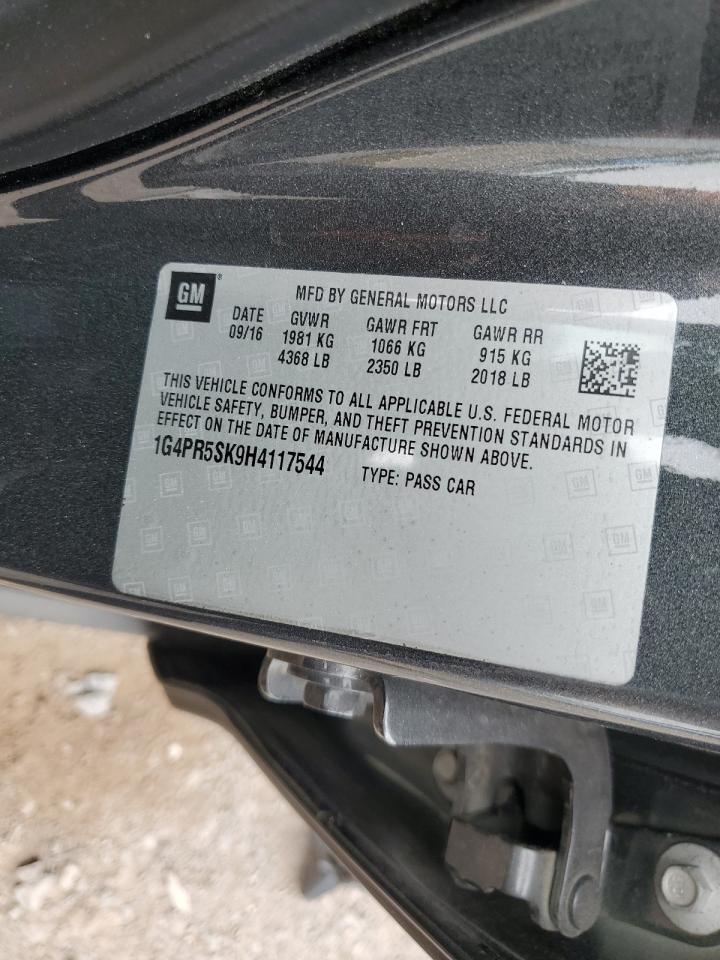 GM
MFD BY GENERAL MOTORS LLC
DATE GVWR GAWR FRT GAWR RR
09/16 1981 KG 1066 KG 915 KG
4368 LB 2350 LB 2018 LB
THIS VEHICLE CONFORMS TO ALL APPLICABLE U.S. FEDERAL MOTOR
VEHICLE SAFETY, BUMPER, AND THEFT PREVENTION STANDARDS IN
EFFECT ON THE DATE OF MANUFACTURE SHOWN ABOVE.
1G4PR5SK9H4117544 TYPE: PASS CAR